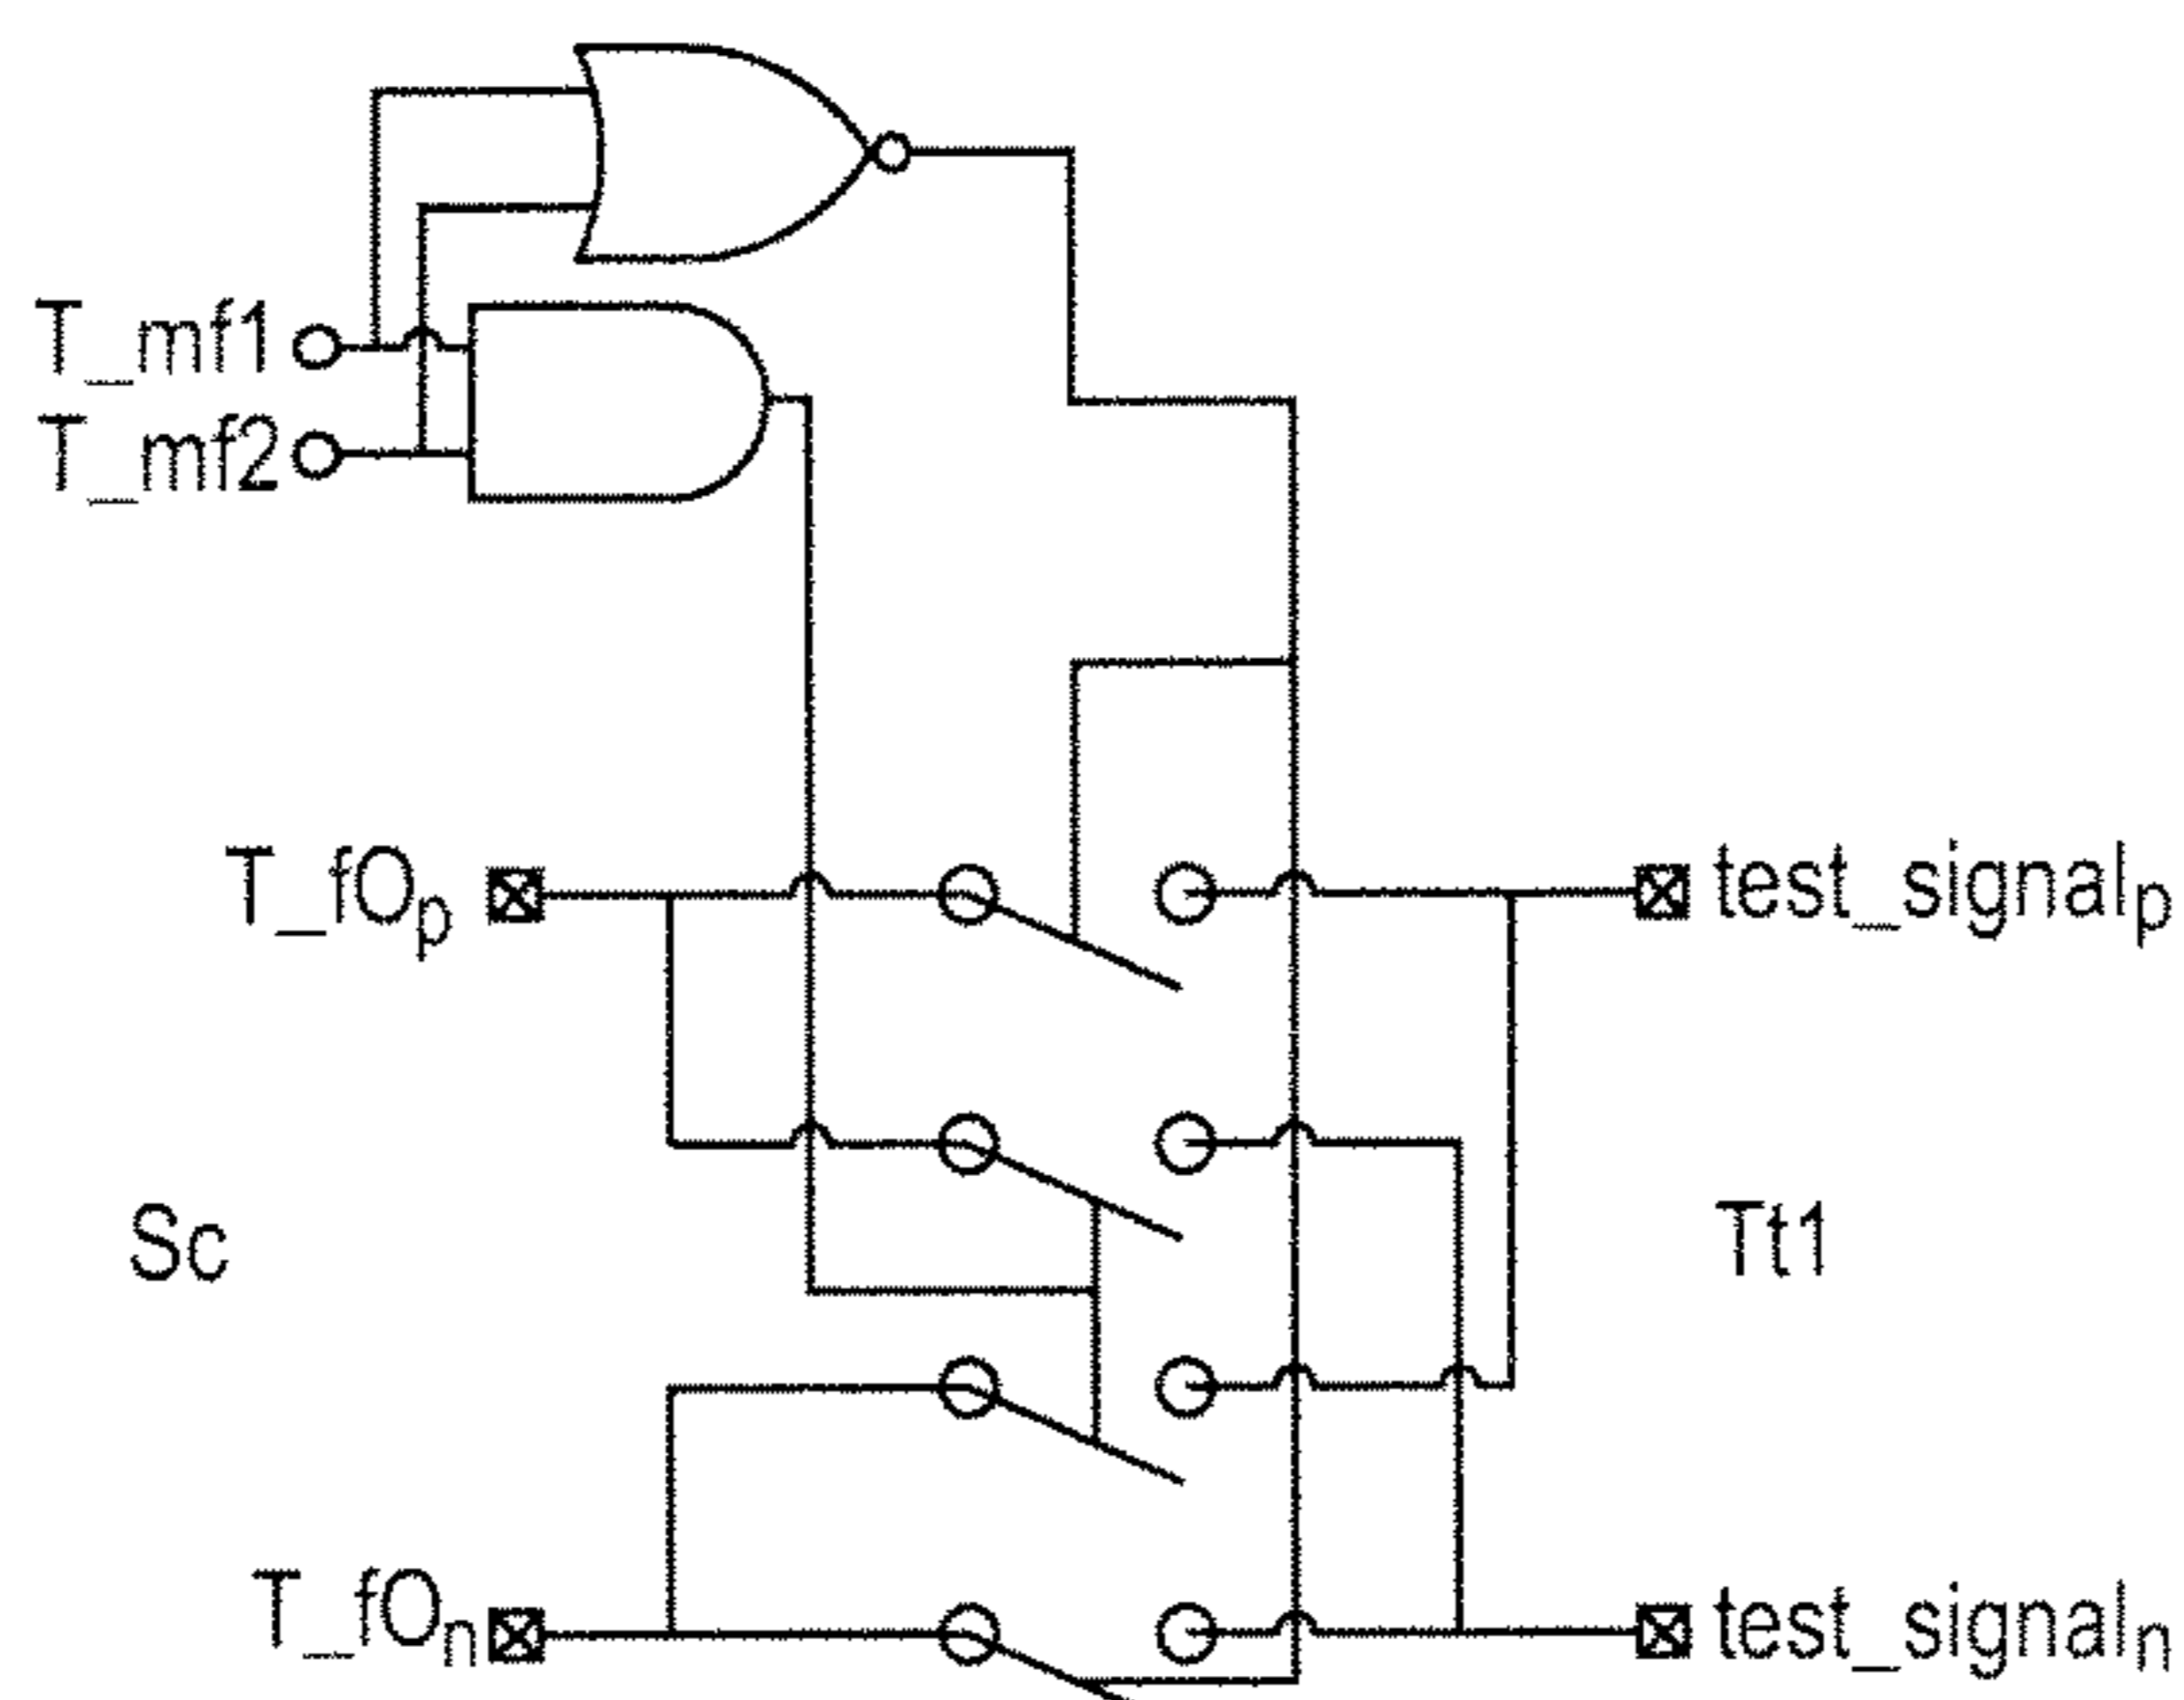 T_mf1
T_mf2
T_fOp
test_signalp
Sc
Tt1
T_fOn
test_signaln